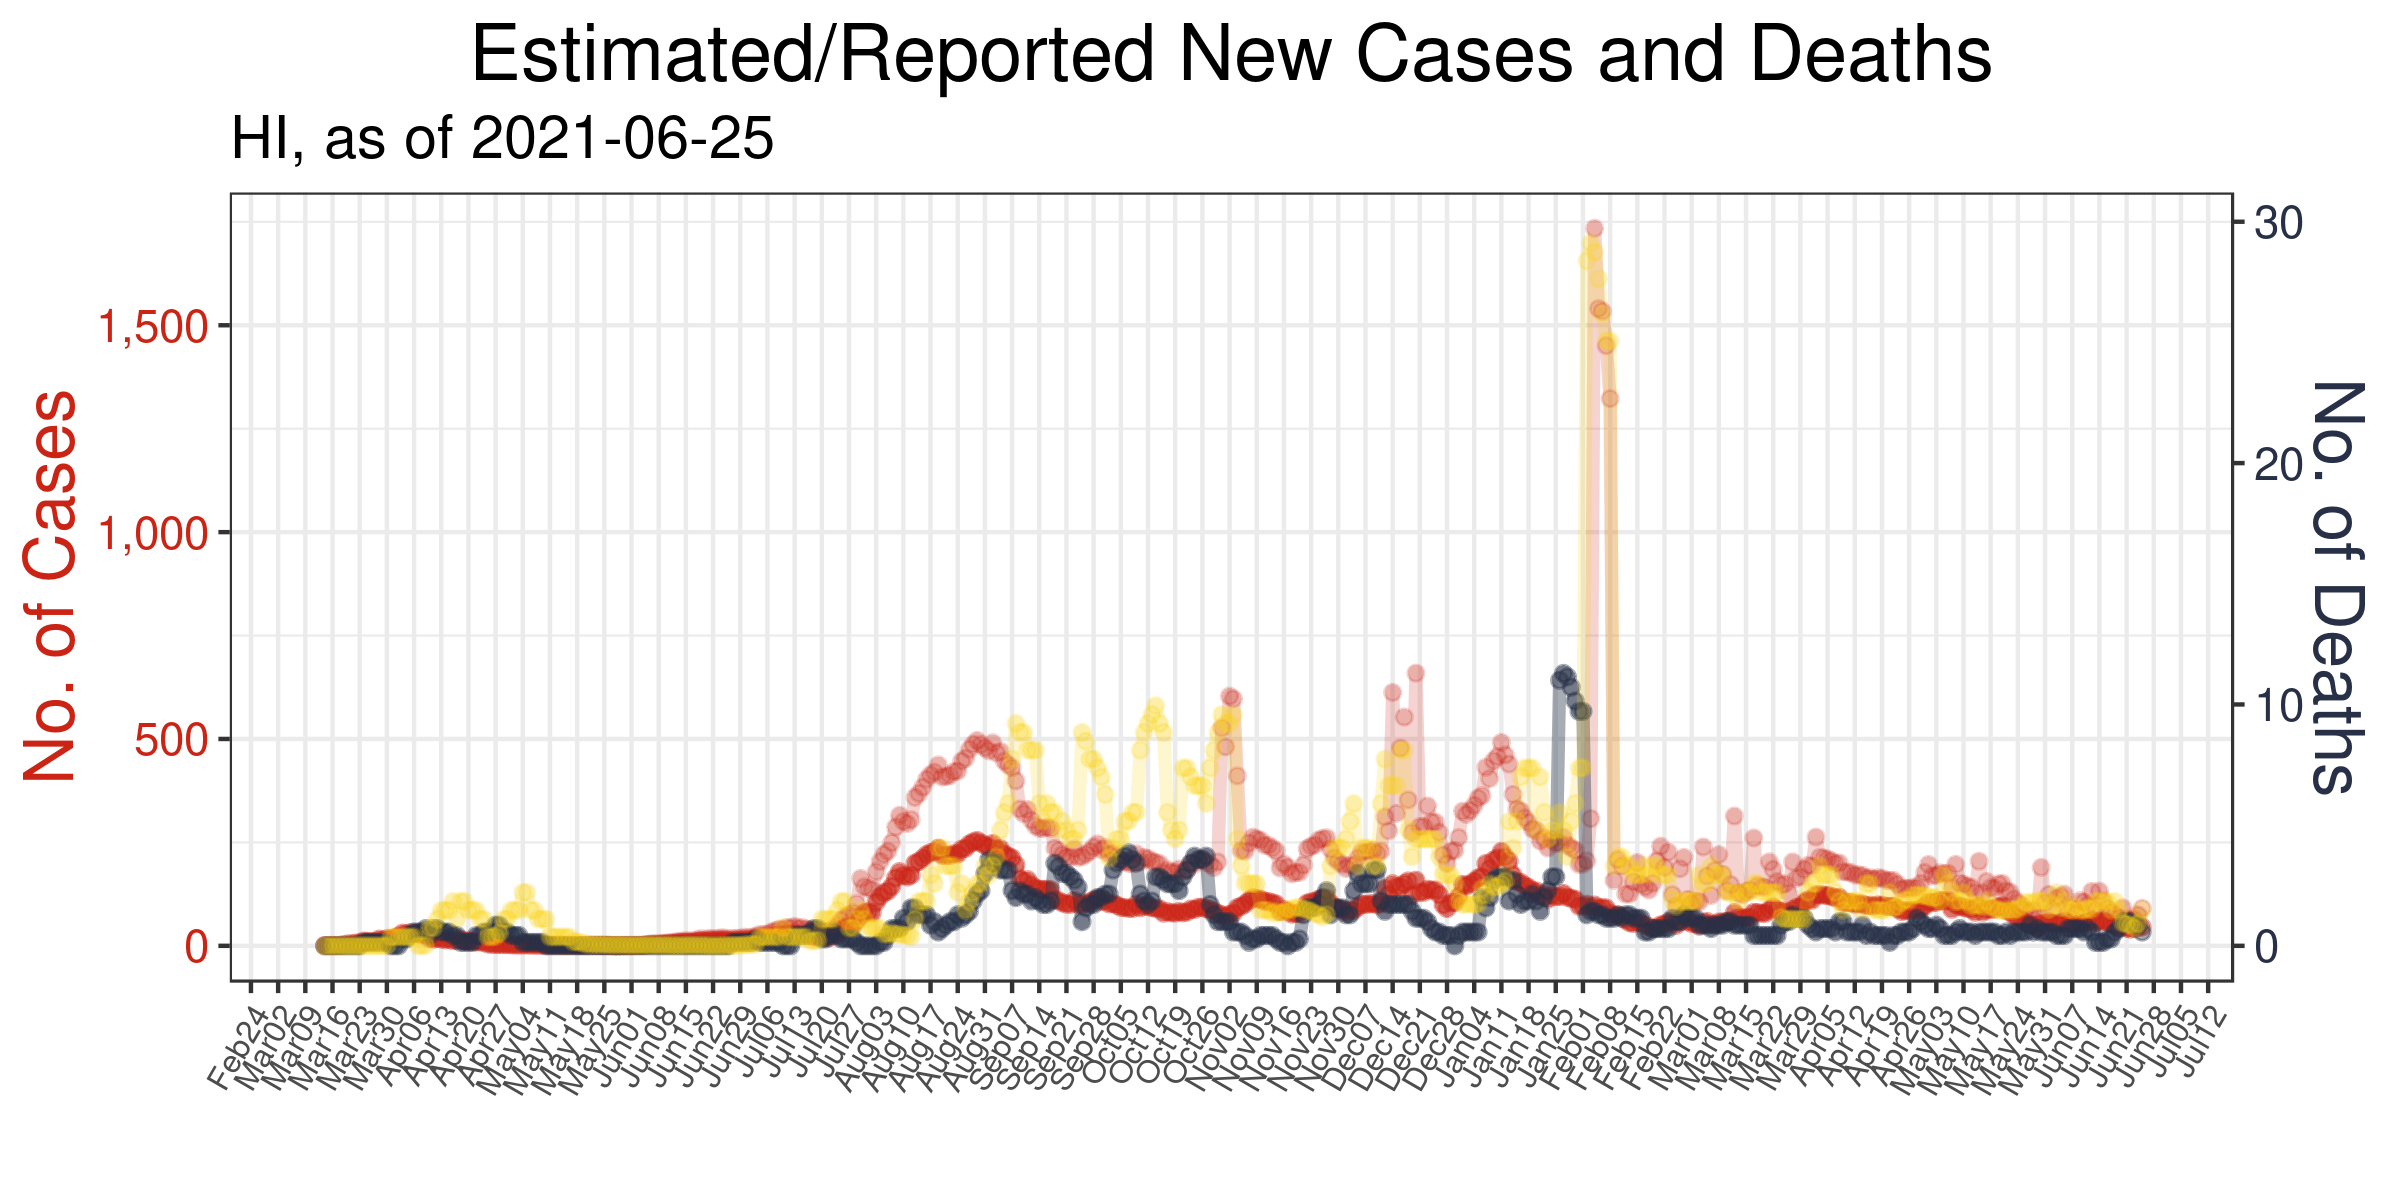 Estimated/Reported New Cases and Deaths
HI, as of 2021-06-25
No. of Cases
1,500
1,000
500
0
30
20
10
0
No. of Deaths
Feb24
Mar02
Mar09
Mar16
Mar23
Mar30
Apr06
Apr13
Apr20
Apr27
May04
May11
May18
May25
Jun01
Jun08
Jun15
Jun22
Jun29
Jul06
Jul13
Jul20
Jul27
Aug03
Aug10
Aug17
Aug24
Aug31
Sep07
Sep14
Sep21
Sep28
Oct05
Oct12
Oct19
Oct26
Nov02
Nov09
Nov16
Nov23
Nov30
Dec07
Dec14
Dec21
Dec28
Jan04
Jan11
Jan18
Jan25
Feb01
Feb08
Feb15
Feb22
Mar01
Mar08
Mar15
Mar22
Mar29
Apr05
Apr12
Apr19
Apr26
May03
May10
May17
May24
May31
Jun07
Jun14
Jun21
Jun28
Jul05
Jul12